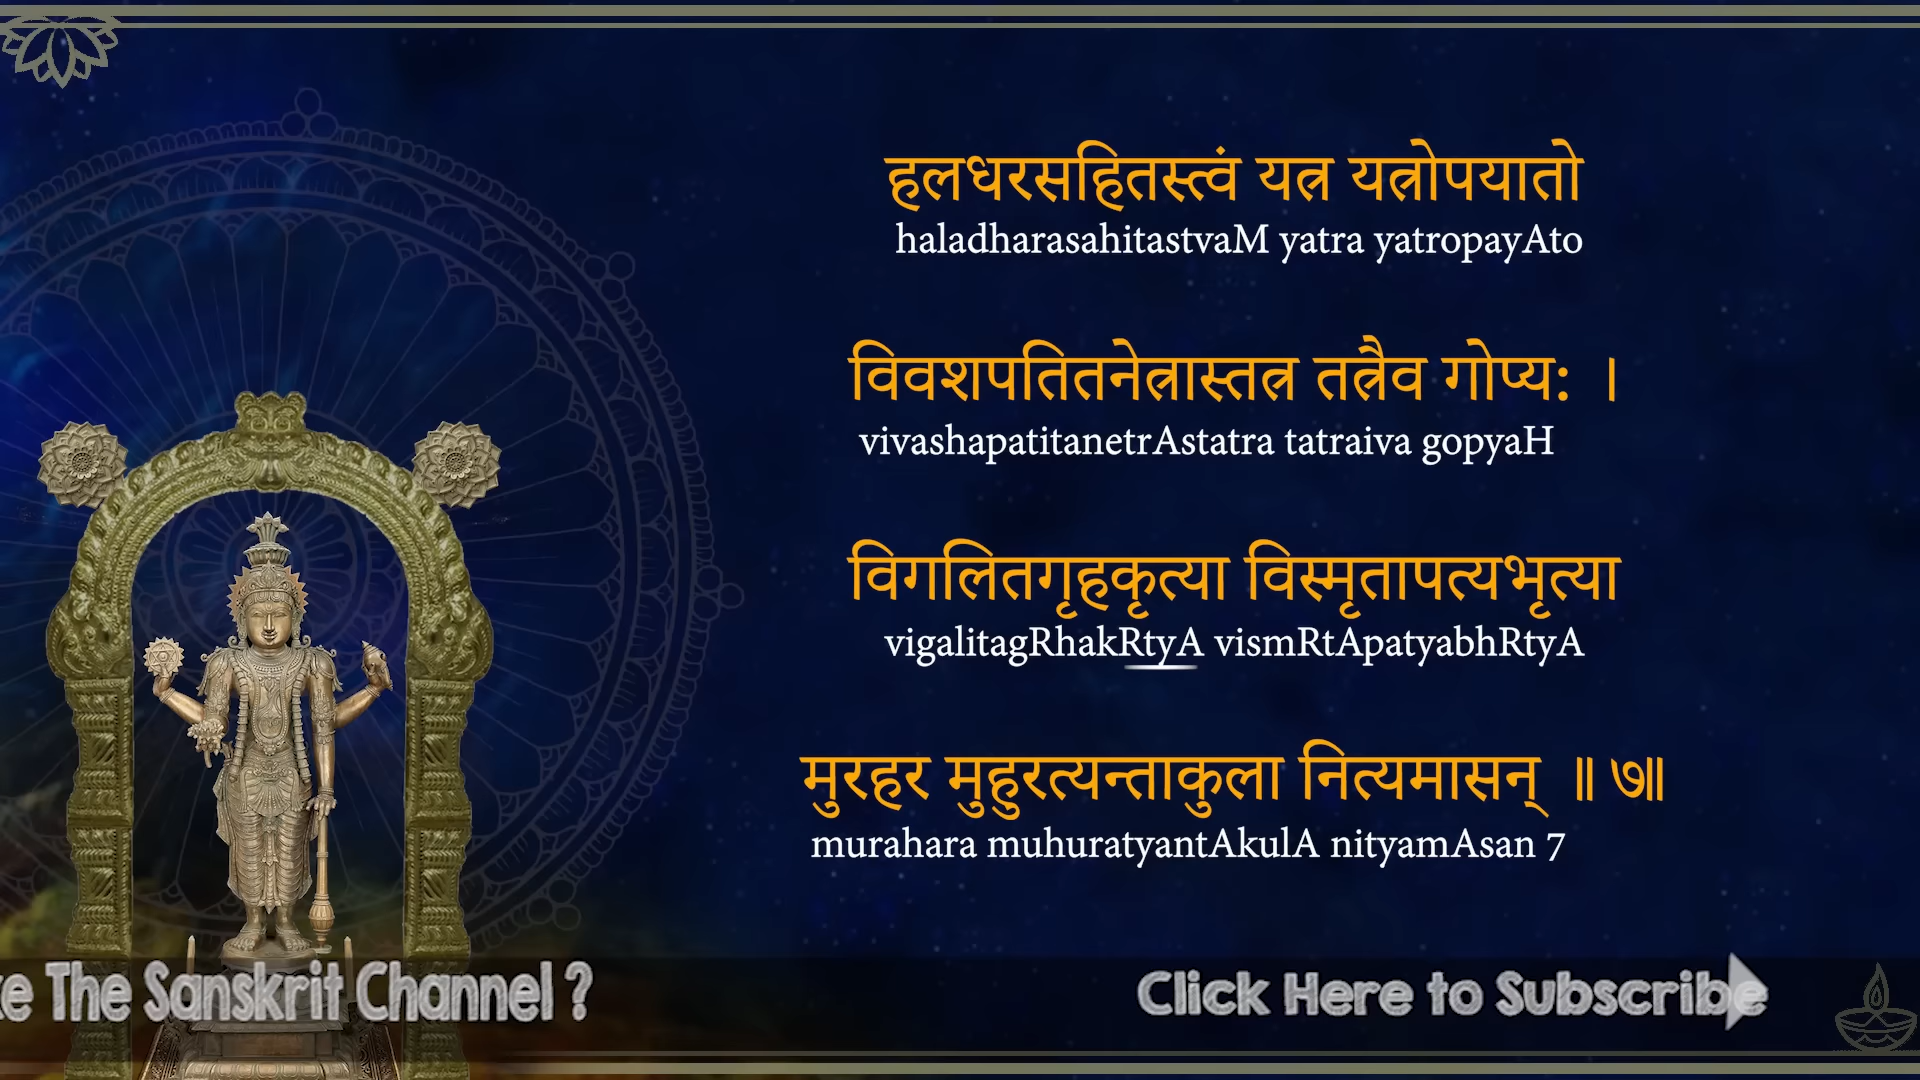 हलधरसहितस्त्वं यत्र यत्रोपयातो
haladharasahitastvaM yatra yatropayAto
विवशपतितनेत्रास्तत्र तत्रैव गोप्य: ।
vivashapatitanetrAstatra tatraiva gopyaH
विगलितगृहकृत्या विस्मृतापत्यभृत्या
vigalitagRhakRtyA vismRtApatyabhRtyA
मुरहर मुहुरत्यन्ताकुला नित्यमासन् ॥ ७॥
murahara muhuratyantAkulA nityamAsan 7
The Sanskrit Channel ?
Click Here to Subscribe